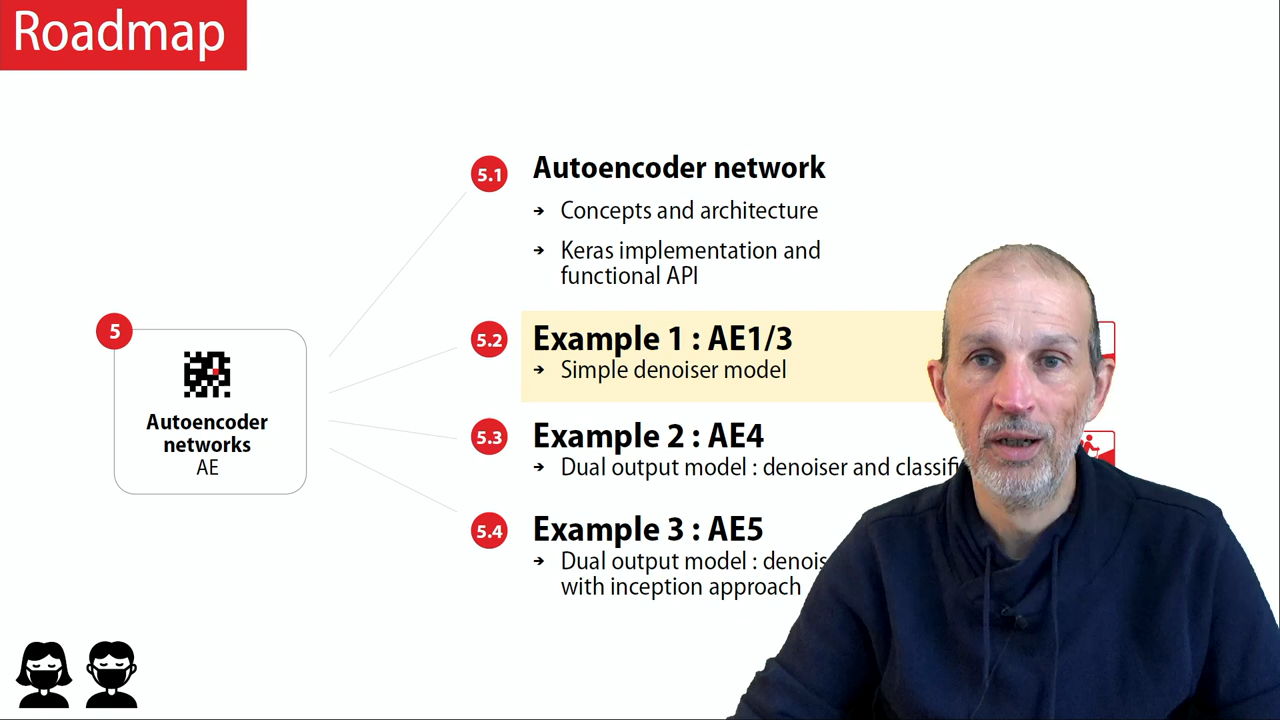 Roadmap
5.1
Autoencoder network
➔ Concepts and architecture
➔ Keras implementation and
functional API
5
Autoencoder
networks
AE
5.2
Example 1 : AE1/3
➔ Simple denoiser model
5.3
Example 2 : AE4
➔ Dual output model : denoiser and classifi
5.4
Example 3 : AE5
➔ Dual output model : denois
with inception approach